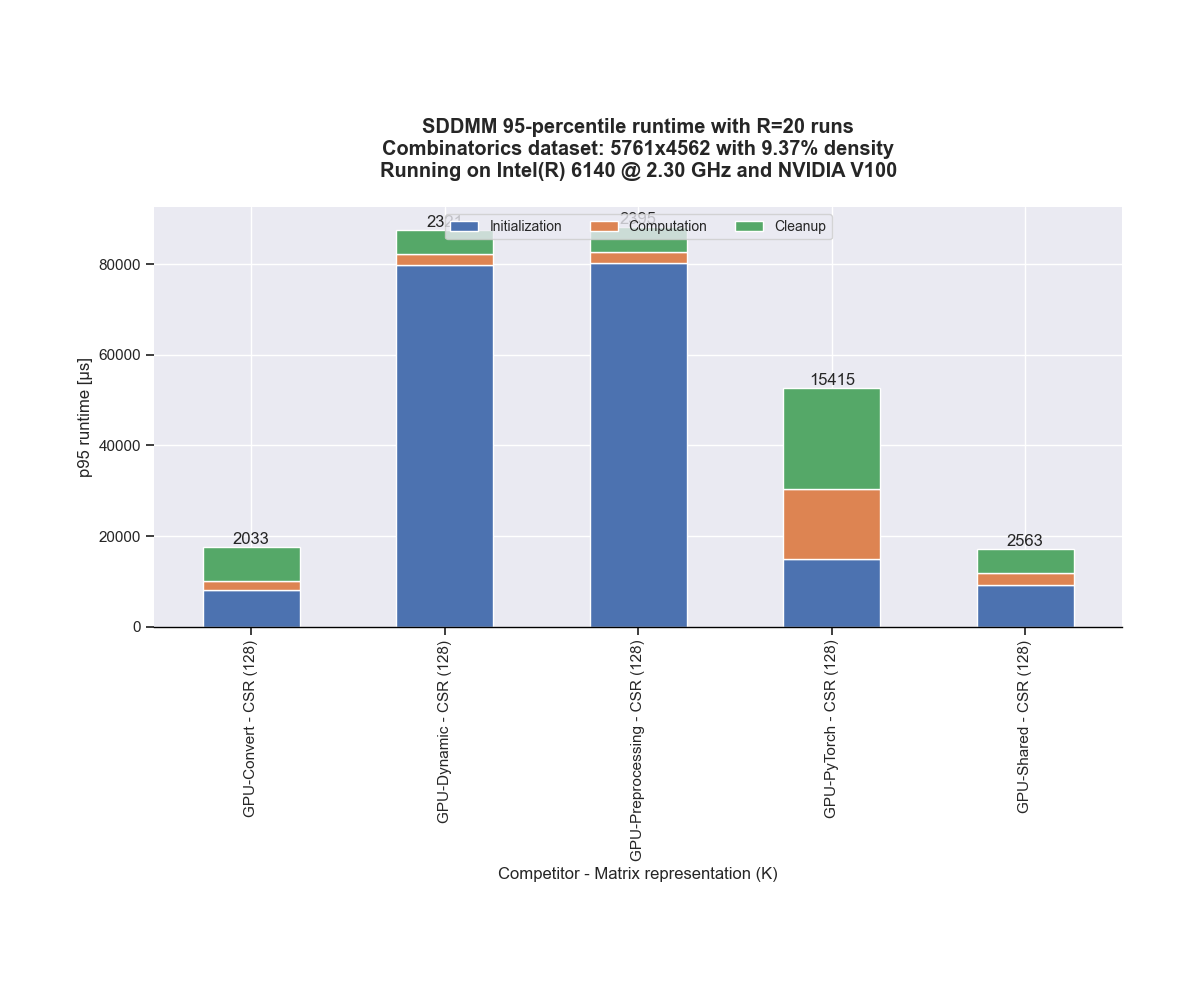 SDDMM 95-percentile runtime with R=20 runs
Combinatorics dataset: 5761x4562 with 9.37% density
Running on Intel(R) 6140 @ 2.30 GHz and NVIDIA V100
2321
2395
Initialization
Computation
Cleanup
80000
60000
40000
20000
0
p95 runtime [µs]
2033
15415
2563
GPU-Convert - CSR (128)
GPU-Dynamic - CSR (128)
GPU-Preprocessing - CSR (128)
GPU-PyTorch - CSR (128)
GPU-Shared - CSR (128)
Competitor - Matrix representation (K)